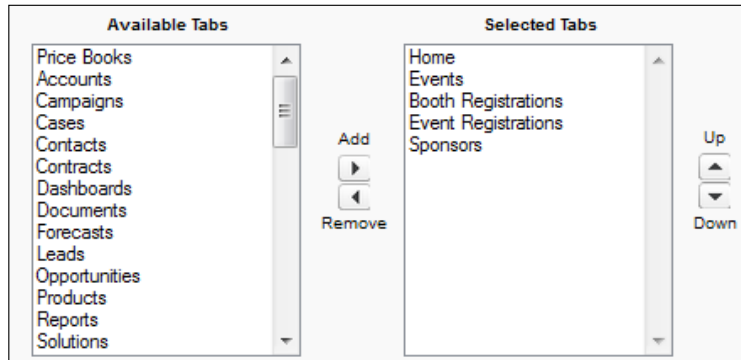 Available Tabs
Price Books
Accounts
Campaigns
Cases
Contacts
Contracts
Dashboards
Documents
Forecasts
Leads
Opportunities
Products
Reports
Solutions
Add
Remove
Selected Tabs
Home
Events
Booth Registrations
Event Registrations
Sponsors
Up
Down